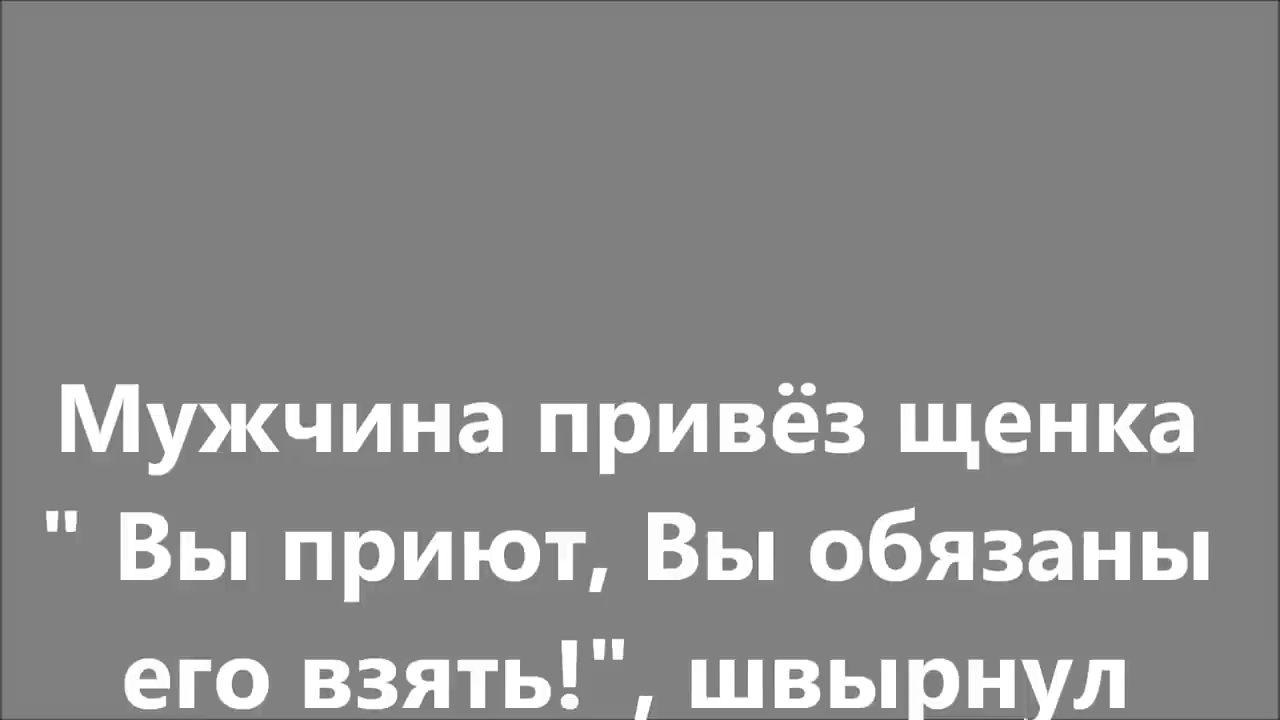 Мужчина привёз щенка
" Вы приют, Вы обязаны
его взять!", швырнул